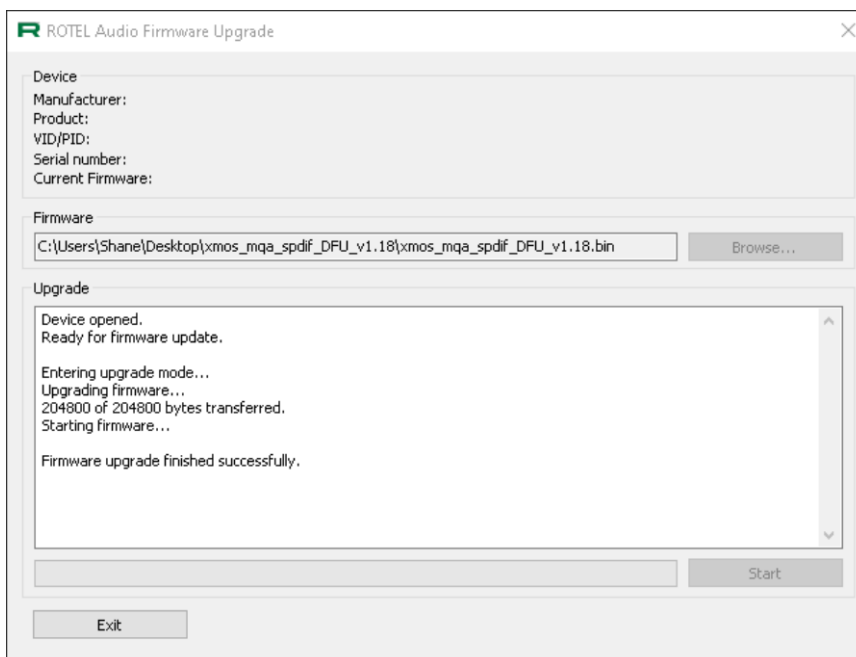 ROTEL Audio Firmware Upgrade
Device
Manufacturer:
Product:
VID/PID:
Serial number:
Current Firmware:
Firmware
C:\Users\Shane\Desktop\xmos_mqa_spdif_DFU_v1.18\xmos_mqa_spdif_DFU_v1.18.bin
Browse...
Upgrade
Device opened.
Ready for firmware update.
Entering upgrade mode...
Upgrading firmware...
204800 of 204800 bytes transferred.
Starting firmware...
Firmware upgrade finished successfully.
Start
Exit